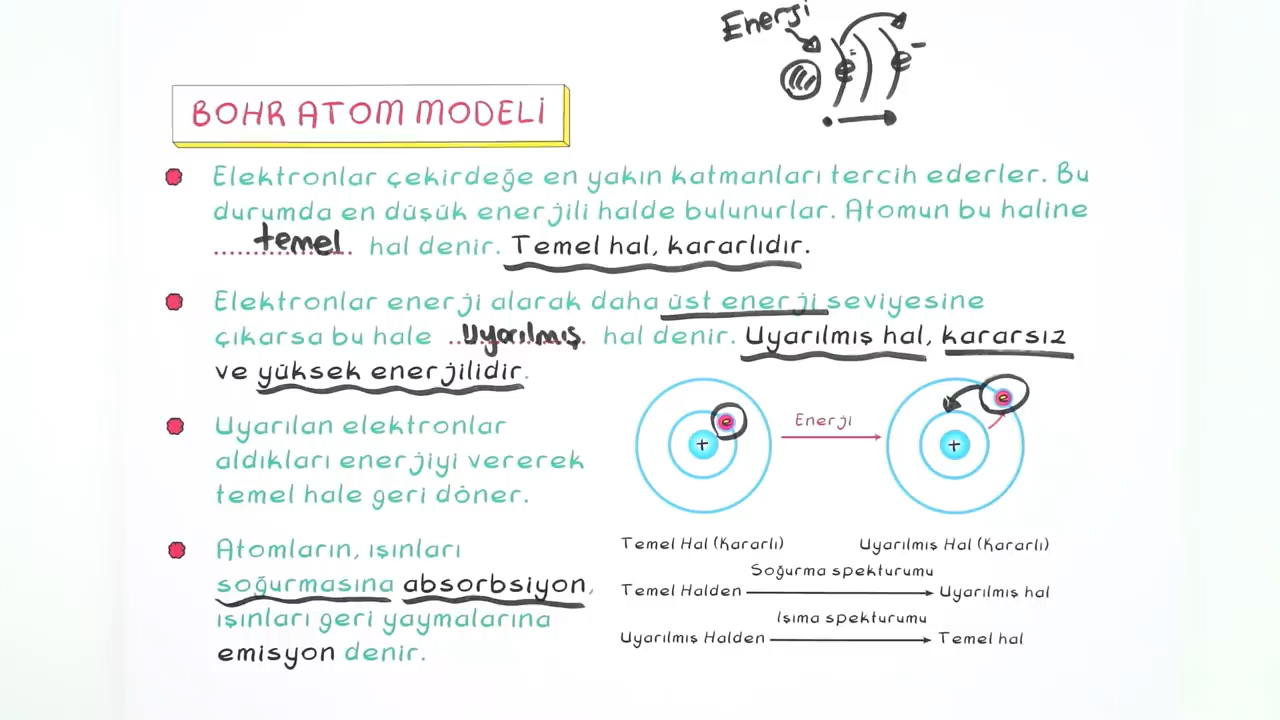 Enerji
e⁻ e⁻
BOHR ATOM MODELİ
Elektronlar çekirdeğe en yakın katmanları tercih ederler. Bu
durumda en düşük enerjili halde bulunurlar. Atomun bu haline
temel hal denir. Temel hal, kararlıdır.
Elektronlar enerji alarak daha üst enerji seviyesine
çıkarsa bu hale Uyarılmış hal denir. Uyarılmış hal, kararsız
ve yüksek enerjilidir.
Uyarılan elektronlar
aldıkları enerjiyi vererek
temel hale geri döner.
Atomların, ışınları
soğurmasına absorbsiyon,
ışınları geri yaymalarına
emisyon denir.
e
+
Enerji
e
+
Temel Hal (Kararlı)
Uyarılmış Hal (Kararlı)
Soğurma spekturumu
Temel Halden
Uyarılmış hal
Işıma spekturumu
Uyarılmış Halden
Temel hal